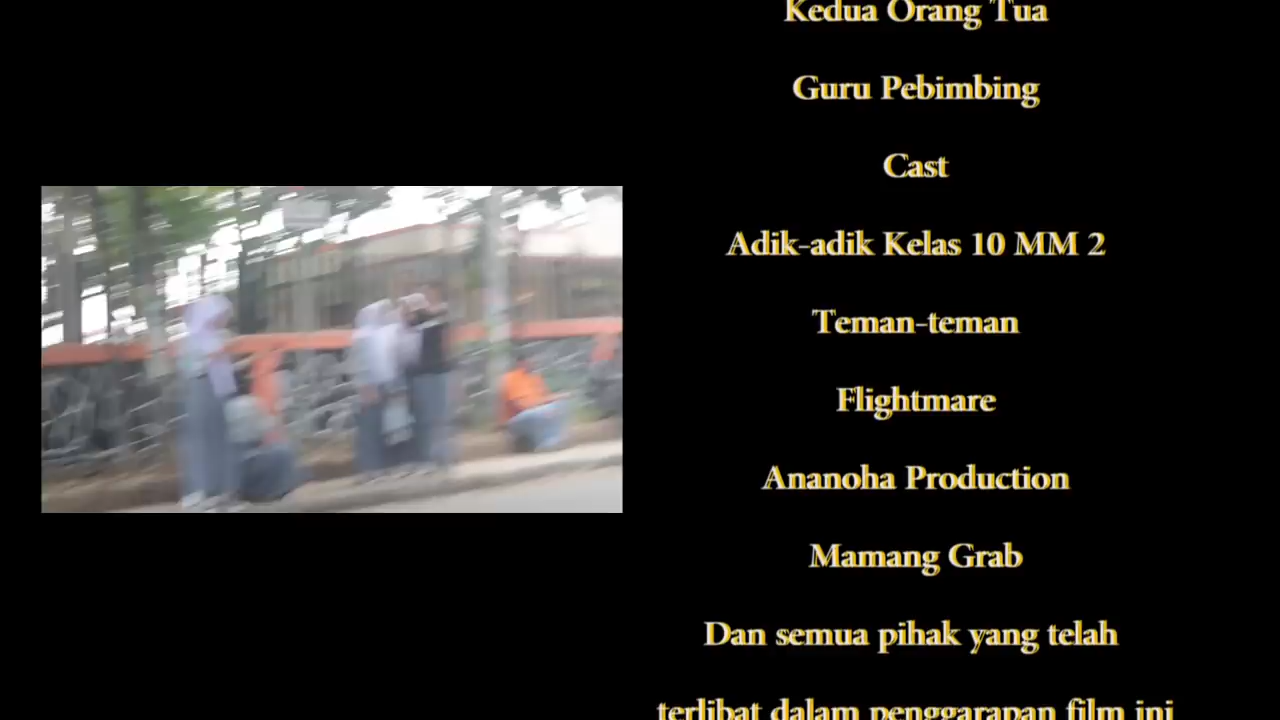 Kedua Orang Tua
Guru Pebimbing
Cast
Adik-adik Kelas 10 MM 2
Teman-teman
Flightmare
Ananoha Production
Mamang Grab
Dan semua pihak yang telah
terlibat dalam penggarapan film ini